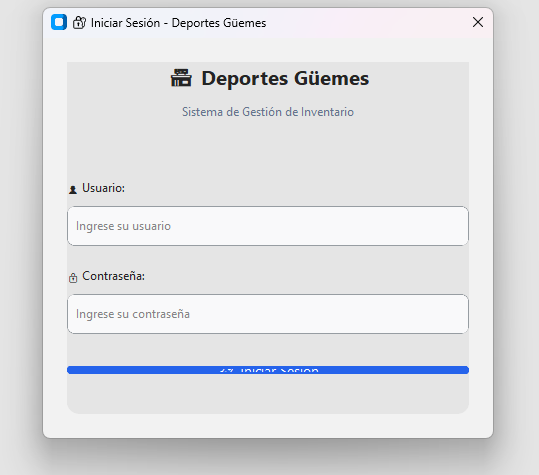 Iniciar Sesión - Deportes Güemes
Deportes Güemes
Sistema de Gestión de Inventario
Usuario:
Ingrese su usuario
Contraseña:
Ingrese su contraseña
Iniciar Sesión